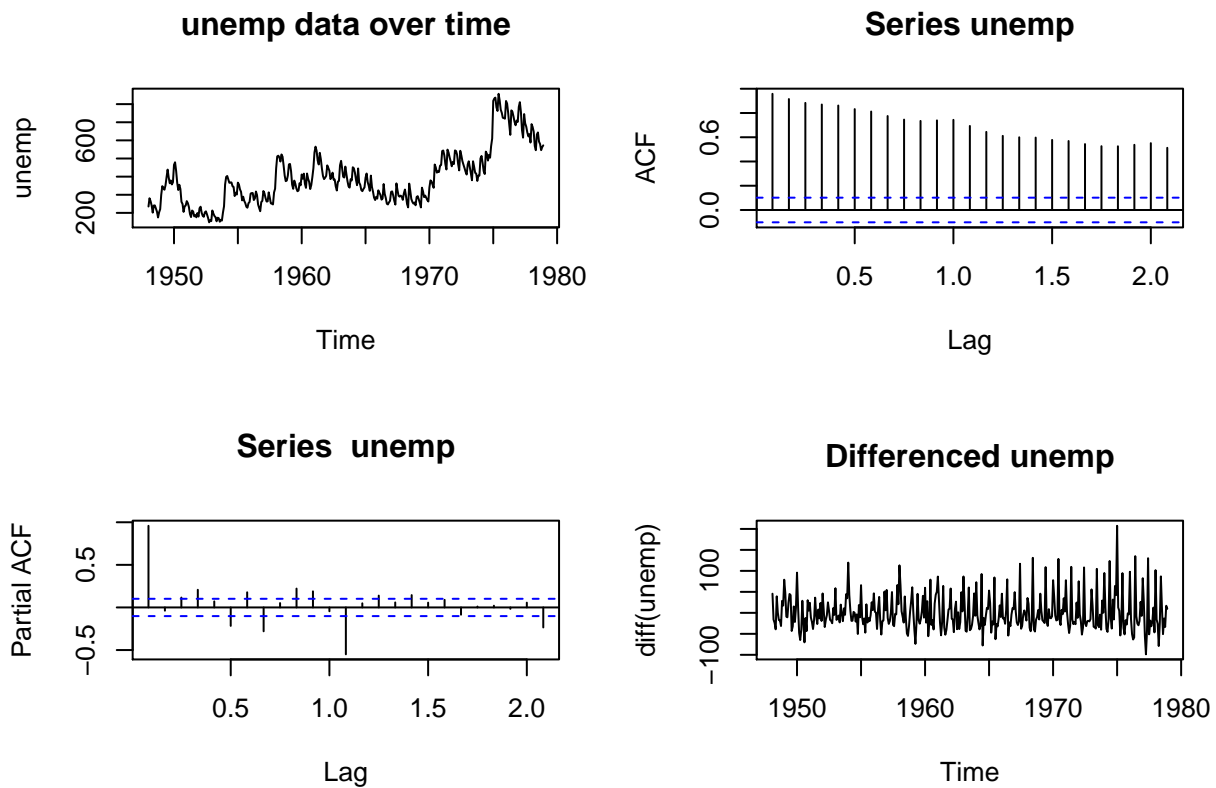 unemp data over time
unemp
200 600
1950 1960 1970 1980
Time
Series unemp
ACF
0.0 0.6
0.5 1.0 1.5 2.0
Lag
Series unemp
Partial ACF
−0.5 0.5
0.5 1.0 1.5 2.0
Lag
Differenced unemp
diff(unemp)
−100 100
1950 1960 1970 1980
Time